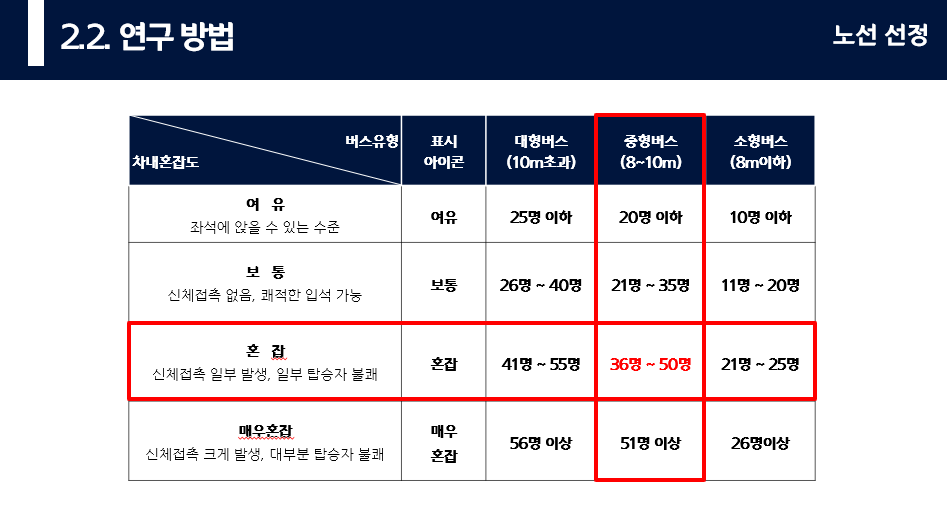 2.2. 연구 방법
노선 선정
버스유형
차내혼잡도
표시
아이콘
대형버스
(10m초과)
중형버스
(8~10m)
소형버스
(8m이하)
여 유
좌석에 앉을 수 있는 수준
여유
25명 이하
20명 이하
10명 이하
보 통
신체접촉 없음, 쾌적한 입석 가능
보통
26명 ~ 40명
21명 ~ 35명
11명 ~ 20명
혼 잡
신체접촉 일부 발생, 일부 탑승자 불쾌
혼잡
41명 ~ 55명
36명 ~ 50명
21명 ~ 25명
매우혼잡
신체접촉 크게 발생, 대부분 탑승자 불쾌
매우
혼잡
56명 이상
51명 이상
26명이상